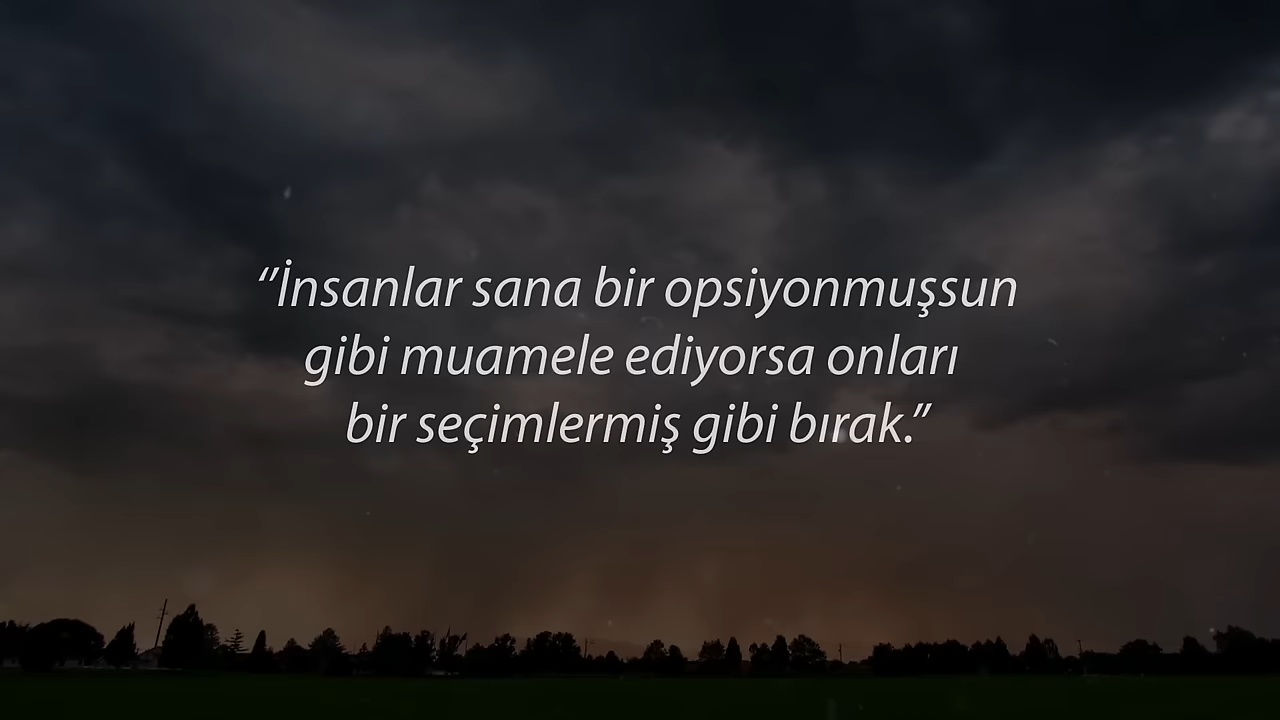 ‘’İnsanlar sana bir opsiyonmuşsun
gibi muamele ediyorsa onları
bir seçimlermiş gibi bırak.’’